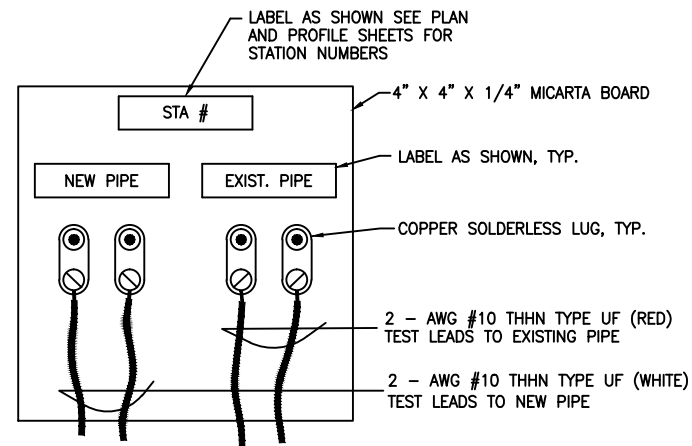 LABEL AS SHOWN SEE PLAN
AND PROFILE SHEETS FOR
STATION NUMBERS
4" X 4" X 1/4" MICARTA BOARD
STA #
LABEL AS SHOWN, TYP.
NEW PIPE
EXIST. PIPE
COPPER SOLDERLESS LUG, TYP.
2 – AWG #10 THHN TYPE UF (RED)
TEST LEADS TO EXISTING PIPE
2 – AWG #10 THHN TYPE UF (WHITE)
TEST LEADS TO NEW PIPE